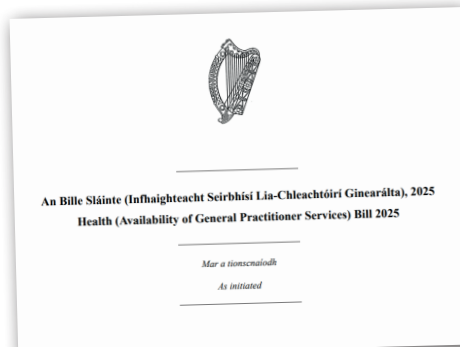 An Bille Sláinte (Infhaighteacht Seirbhísí Lia-Chleachtóirí Ginearálta), 2025
Health (Availability of General Practitioner Services) Bill 2025
Mar a tionscnaíodh
As initiated